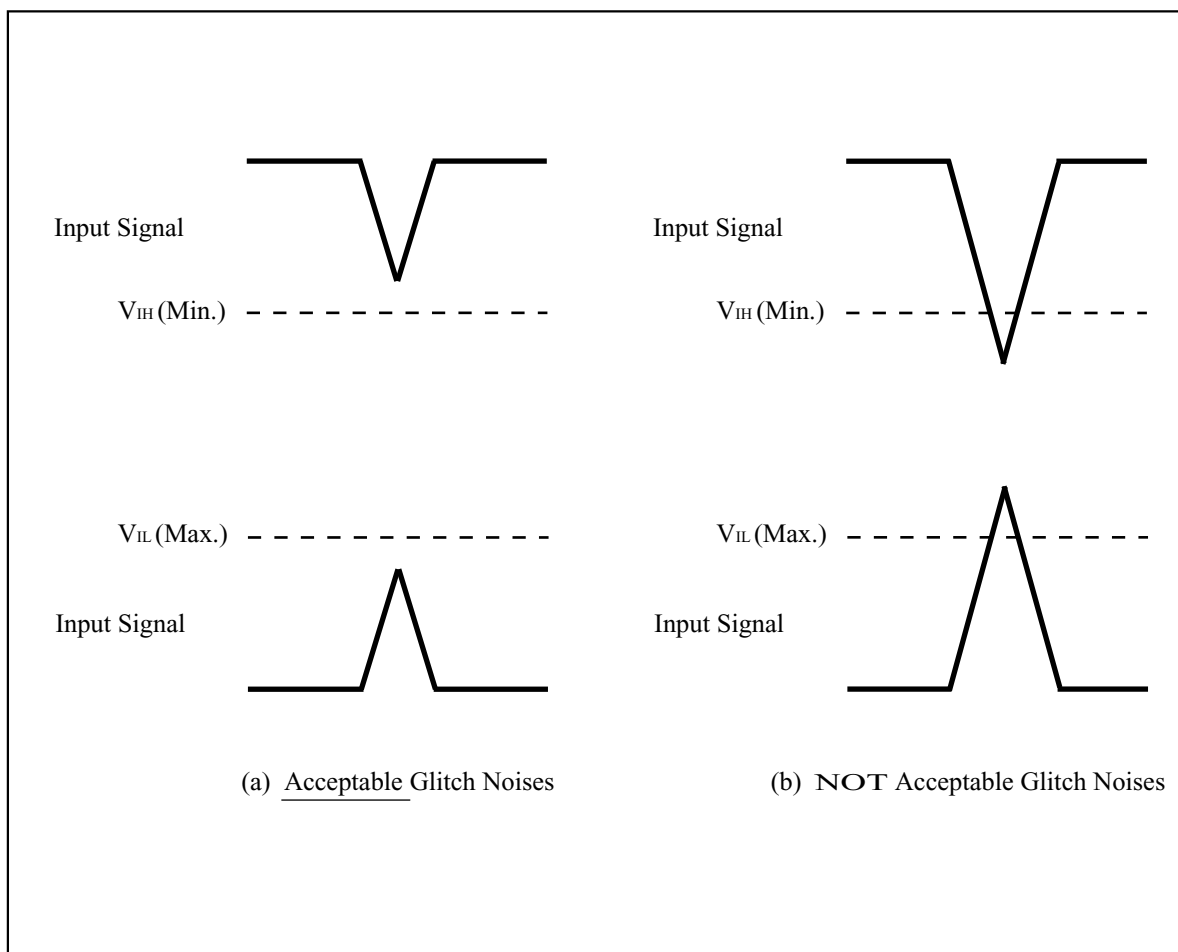 Input Signal
VIH (Min.)
VIL (Max.)
Input Signal
(a) Acceptable Glitch Noises
Input Signal
VIH (Min.)
VIL (Max.)
Input Signal
(b) NOT Acceptable Glitch Noises